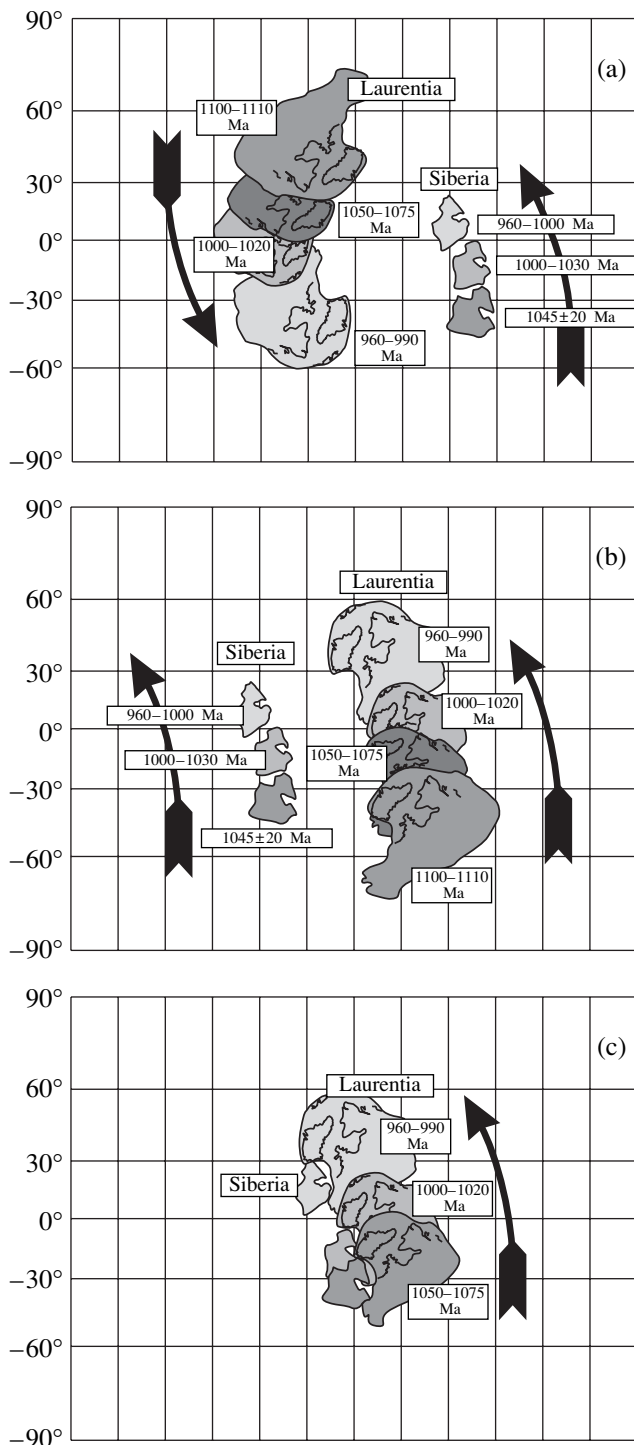 90°
(a)
Laurentia
60°
1100–1110
Ma
30°
Siberia
1050–1075
Ma
960–1000 Ma
0°
1000–1020
Ma
1000–1030 Ma
–30°
1045±20 Ma
960–990
Ma
–60°
–90°
90°
(b)
Laurentia
60°
960–990
Ma
Siberia
30°
1000–1020
Ma
960–1000 Ma
0°
1000–1030 Ma
1050–1075
Ma
–30°
1045±20 Ma
–60°
1100–1110
Ma
–90°
90°
(c)
60°
Laurentia
960–990
Ma
30°
Siberia
1000–1020
Ma
0°
–30°
1050–1075
Ma
–60°
–90°